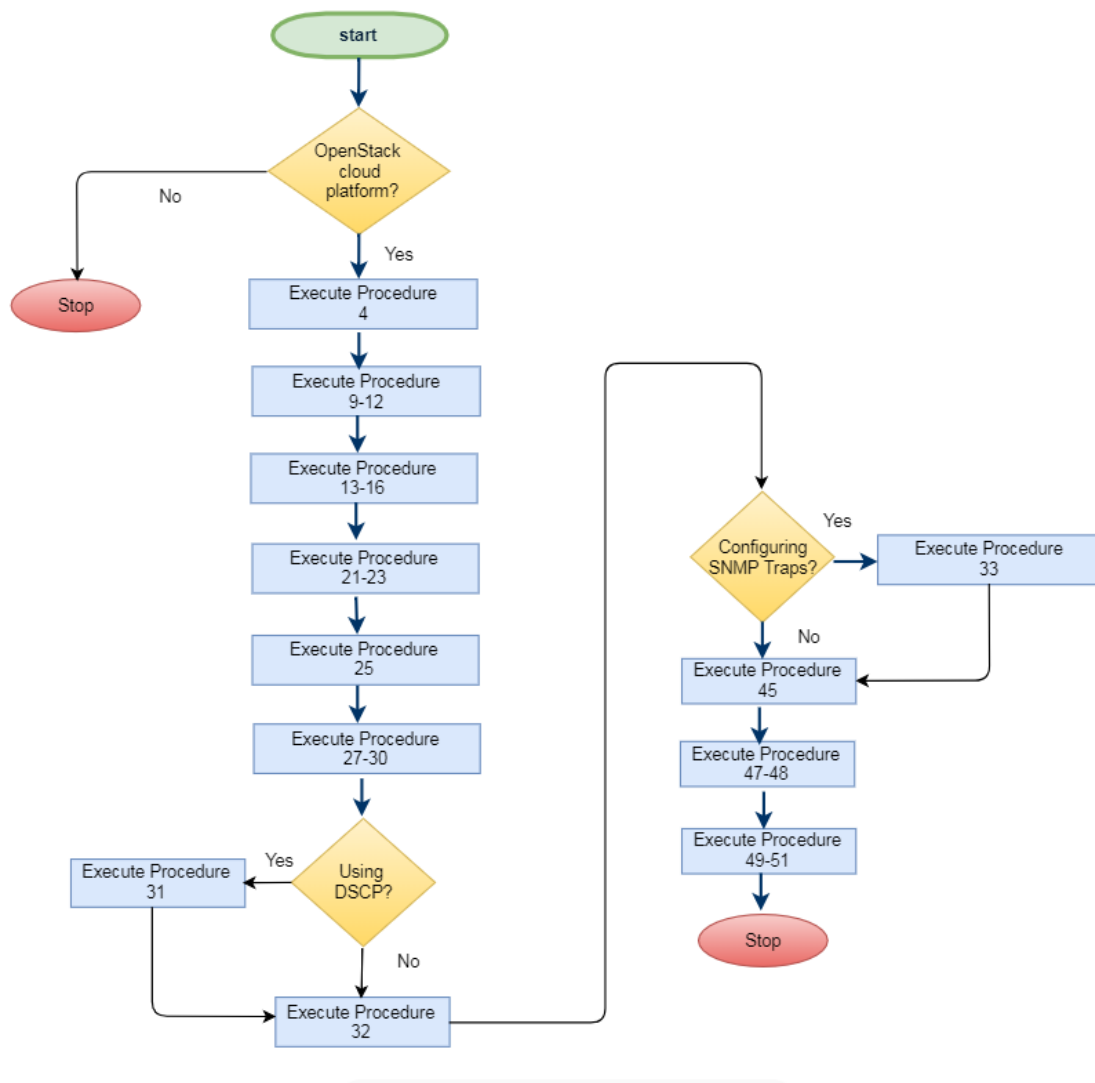 start
OpenStack
cloud
platform?
No
Yes
Stop
Execute Procedure
4
Execute Procedure
9-12
Execute Procedure
13-16
Execute Procedure
21-23
Execute Procedure
25
Execute Procedure
27-30
Using
DSCP?
Yes
Execute Procedure
31
No
Execute Procedure
32
Configuring
SNMP Traps?
Yes
Execute Procedure
33
No
Execute Procedure
45
Execute Procedure
47-48
Execute Procedure
49-51
Stop